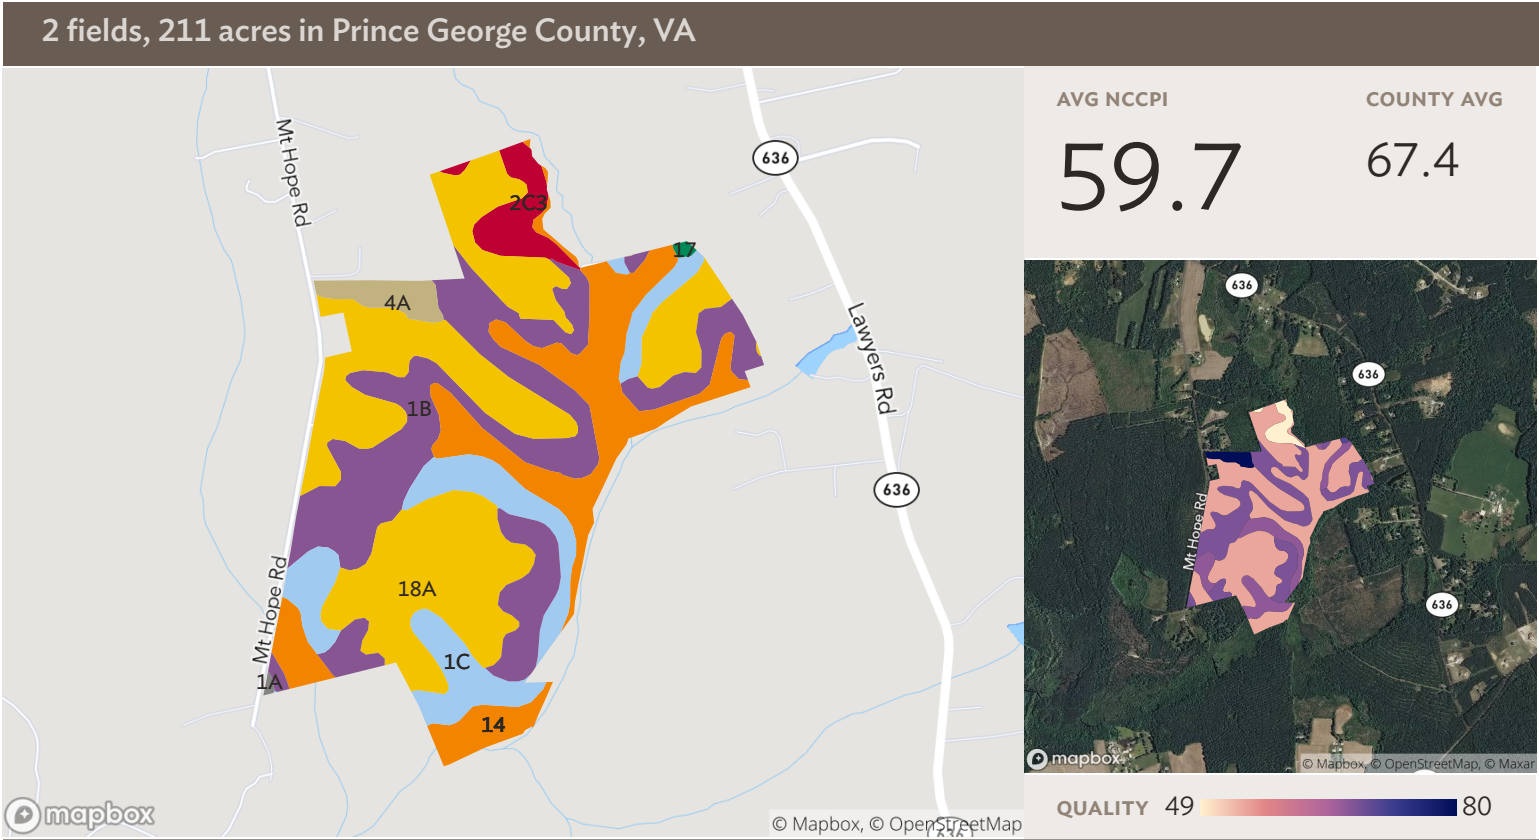 2 fields, 211 acres in Prince George County, VA
AVG NCCPI
COUNTY AVG
59.7
67.4
Mt Hope Rd
636
2C3
17
4A
Lawyers Rd
1B
636
18A
Mt Hope Rd
1C
1A
14
mapbox
© Mapbox, © OpenStreetMap
636
636
636
Mt Hope Rd
636
mapbox
© Mapbox, © OpenStreetMap, © Maxar
QUALITY 49 80